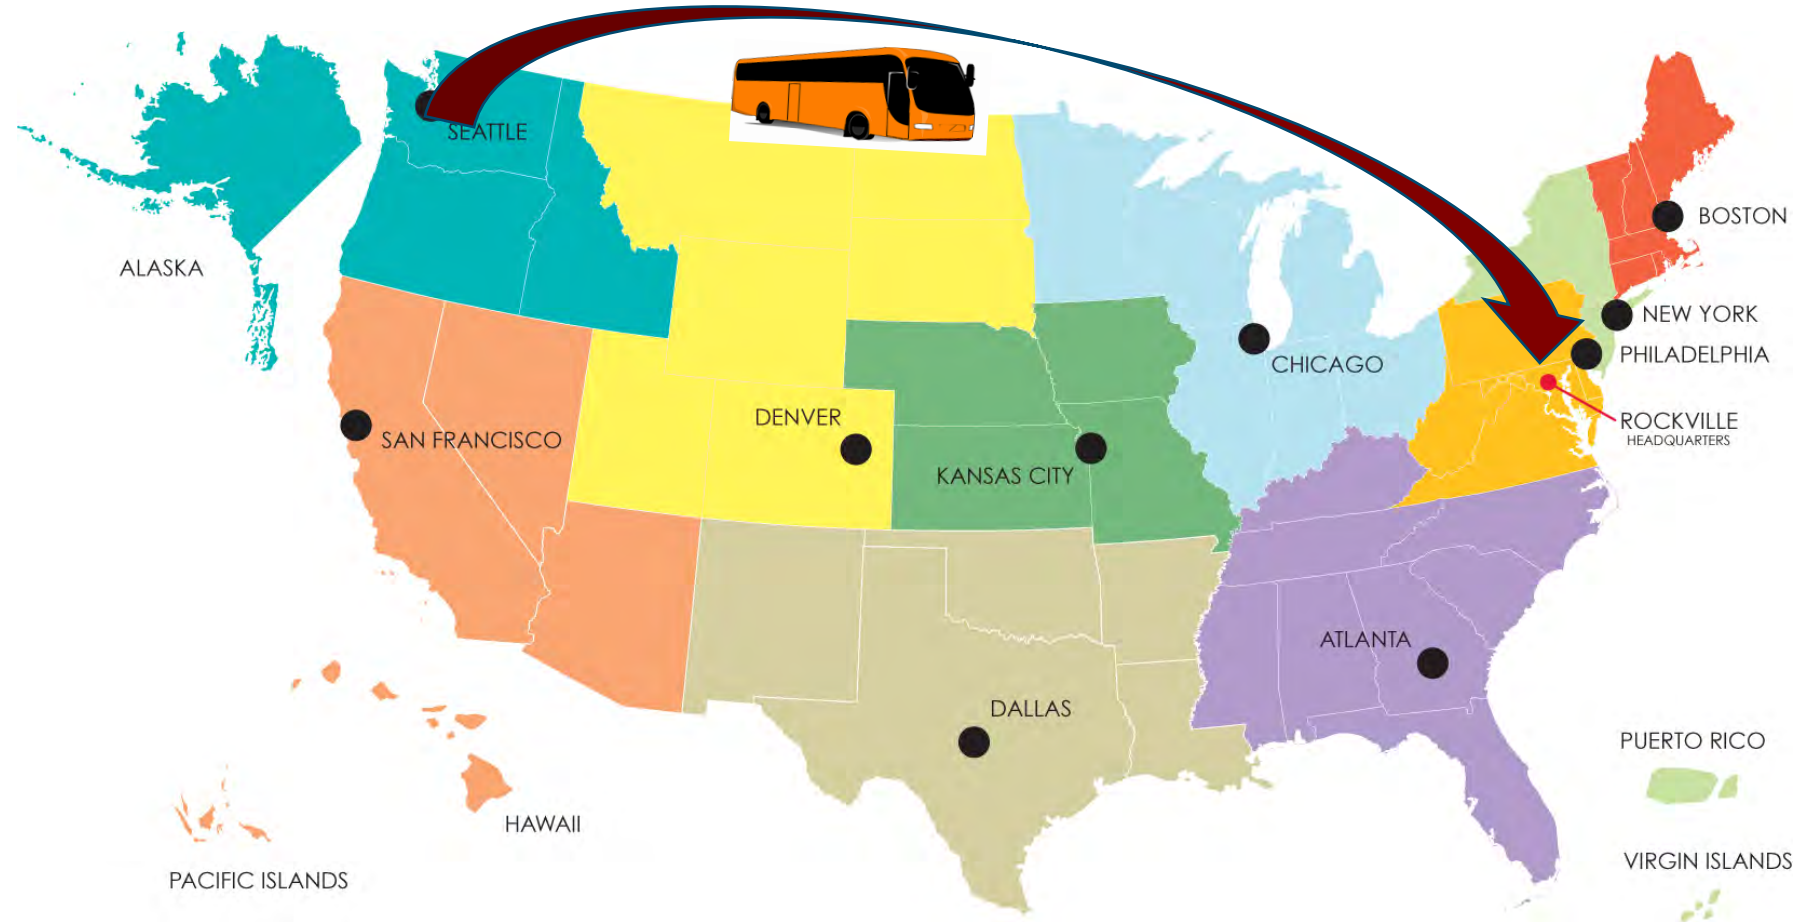 SEATTLE
BOSTON
ALASKA
NEW YORK
PHILADELPHIA
CHICAGO
DENVER
ROCKVILLE
HEADQUARTERS
SAN FRANCISCO
KANSAS CITY
ATLANTA
DALLAS
PUERTO RICO
HAWAII
VIRGIN ISLANDS
PACIFIC ISLANDS